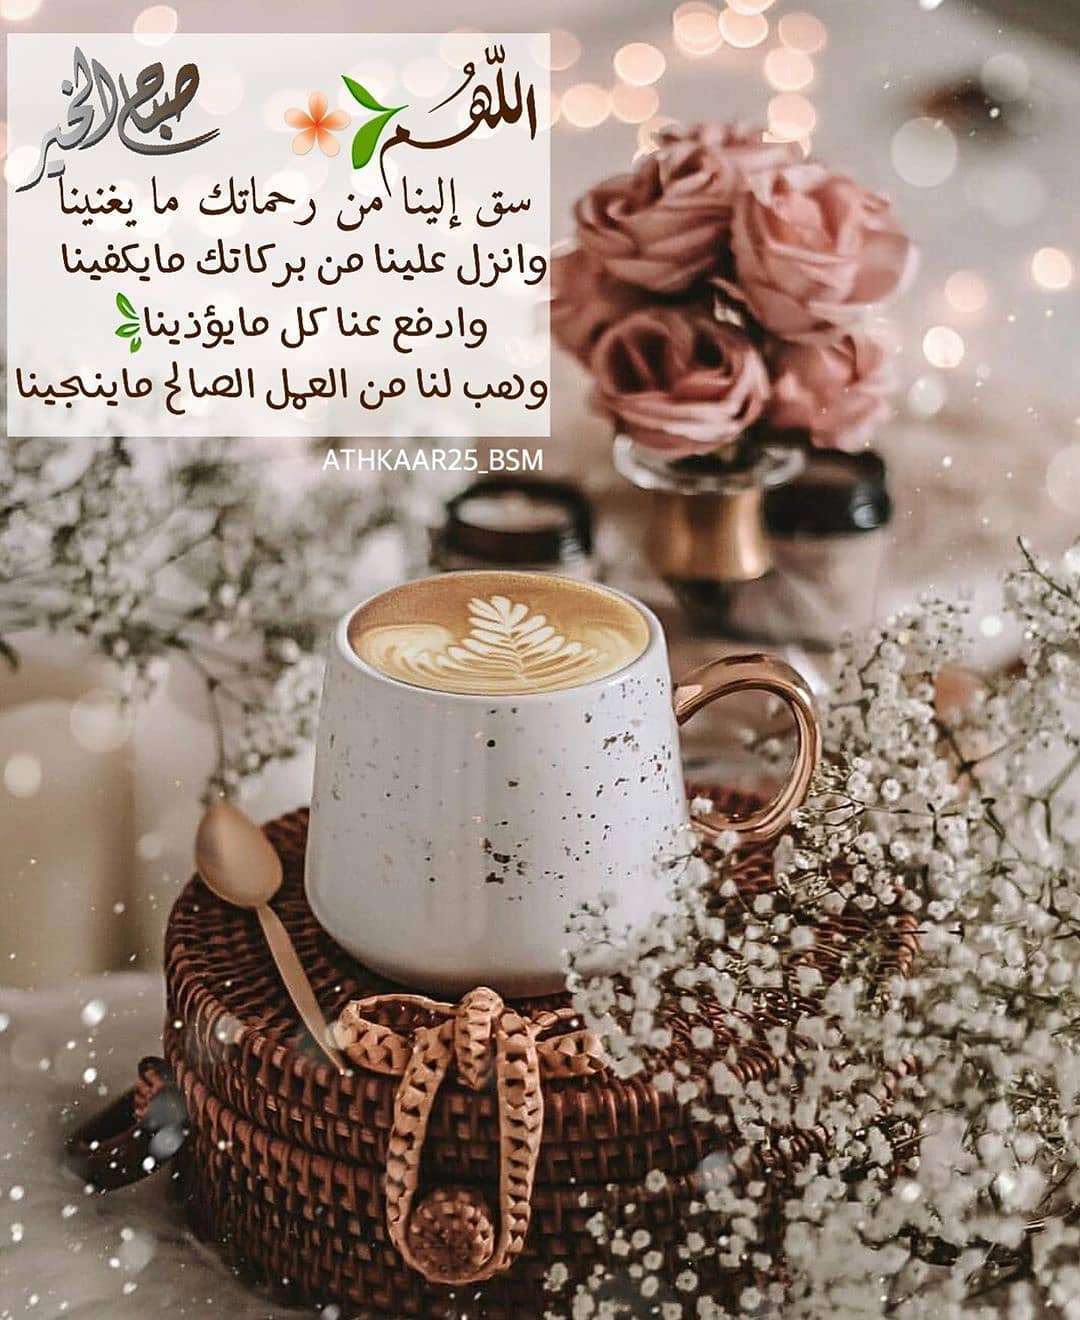 صباح الخير
اللّهُم
سق إلينا من رحماتك ما يغنينا
وانزل علينا من بركاتك مايكفينا
وادفع عنا كل مايؤذينا
وهب لنا من العمل الصالح ماينجينا
ATHKAAR25_BSM